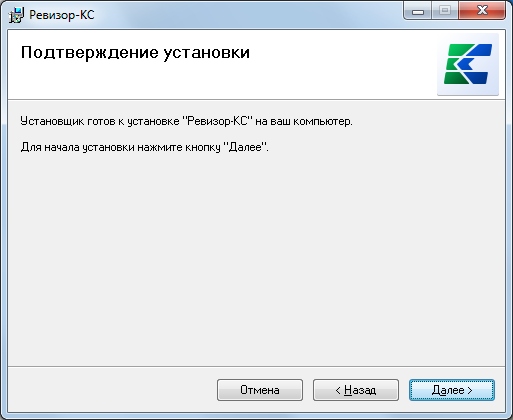 Ревизор-КС
Подтверждение установки
Установщик готов к установке "Ревизор-КС" на ваш компьютер.
Для начала установки нажмите кнопку "Далее".
Отмена
< Назад
Далее >